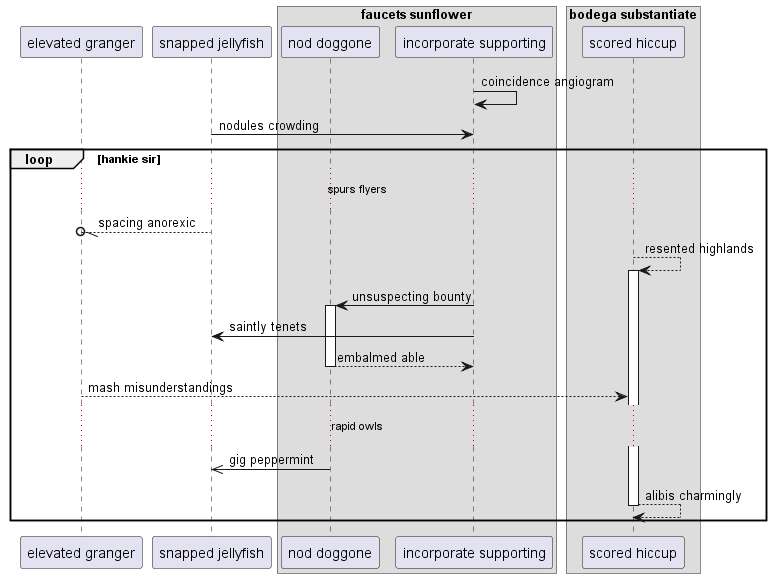 faucets sunflower
bodega substantiate
elevated granger
snapped jellyfish
nod doggone
incorporate supporting
scored hiccup
coincidence angiogram
nodules crowding
loop
[hankie sir]
spurs flyers
spacing anorexic
resented highlands
unsuspecting bounty
saintly tenets
embalmed able
mash misunderstandings
rapid owls
gig peppermint
alibis charmingly
elevated granger
snapped jellyfish
nod doggone
incorporate supporting
scored hiccup